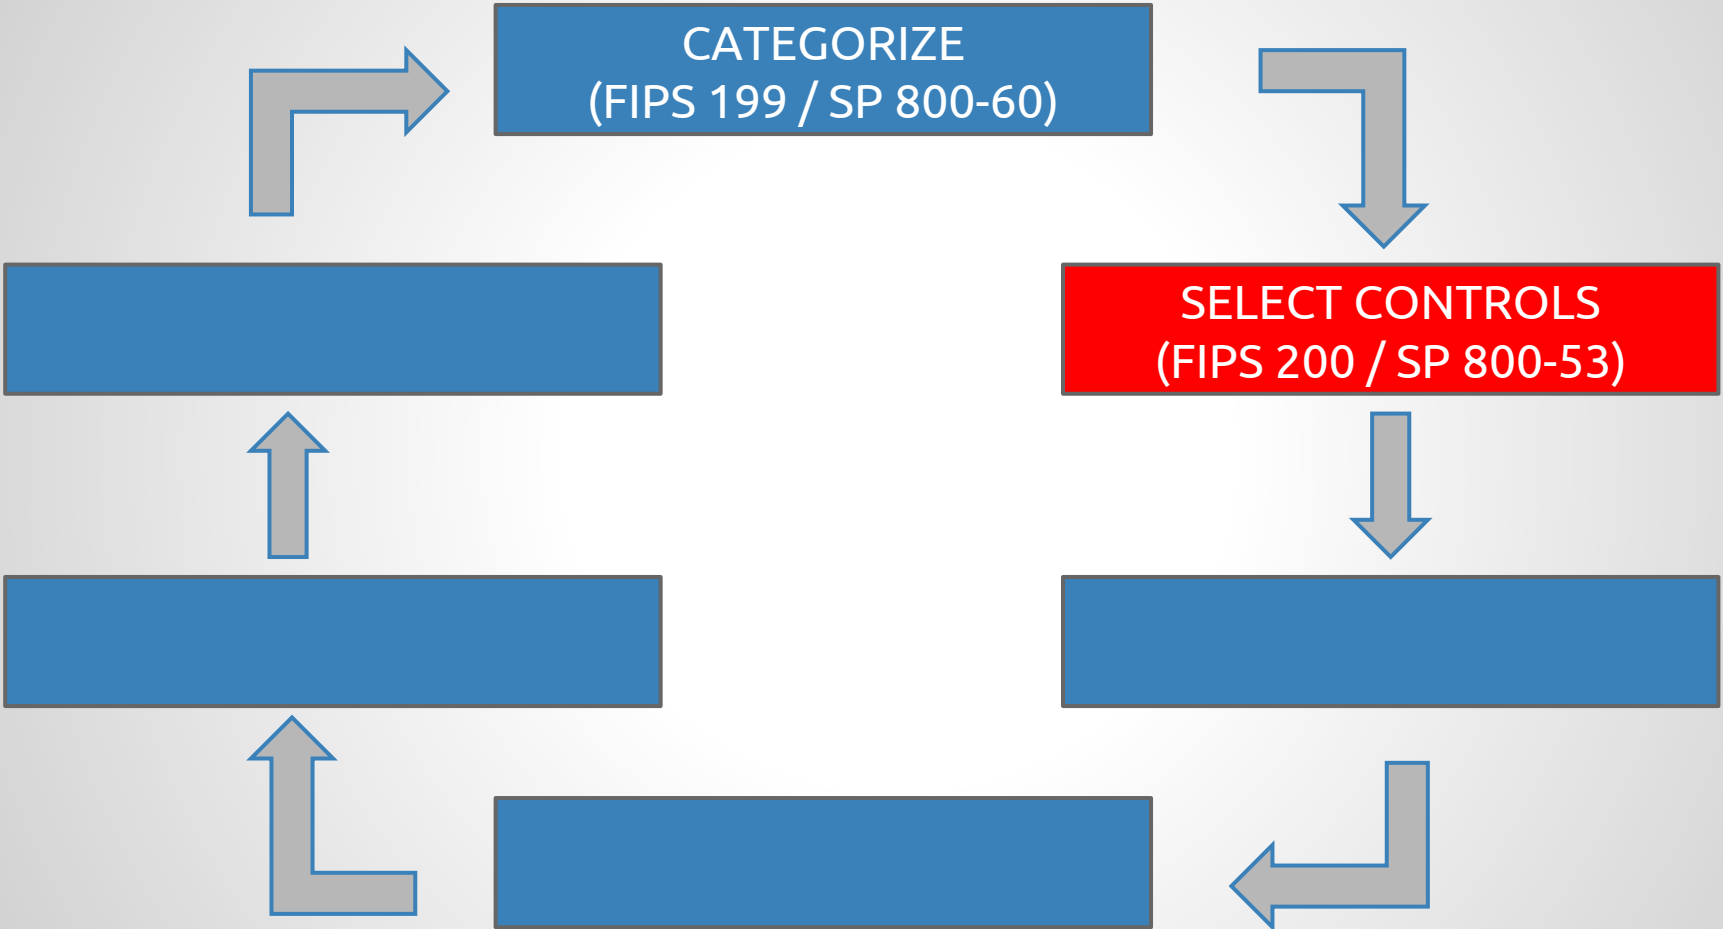 CATEGORIZE
(FIPS 199 / SP 800-60)
SELECT CONTROLS
(FIPS 200 / SP 800-53)